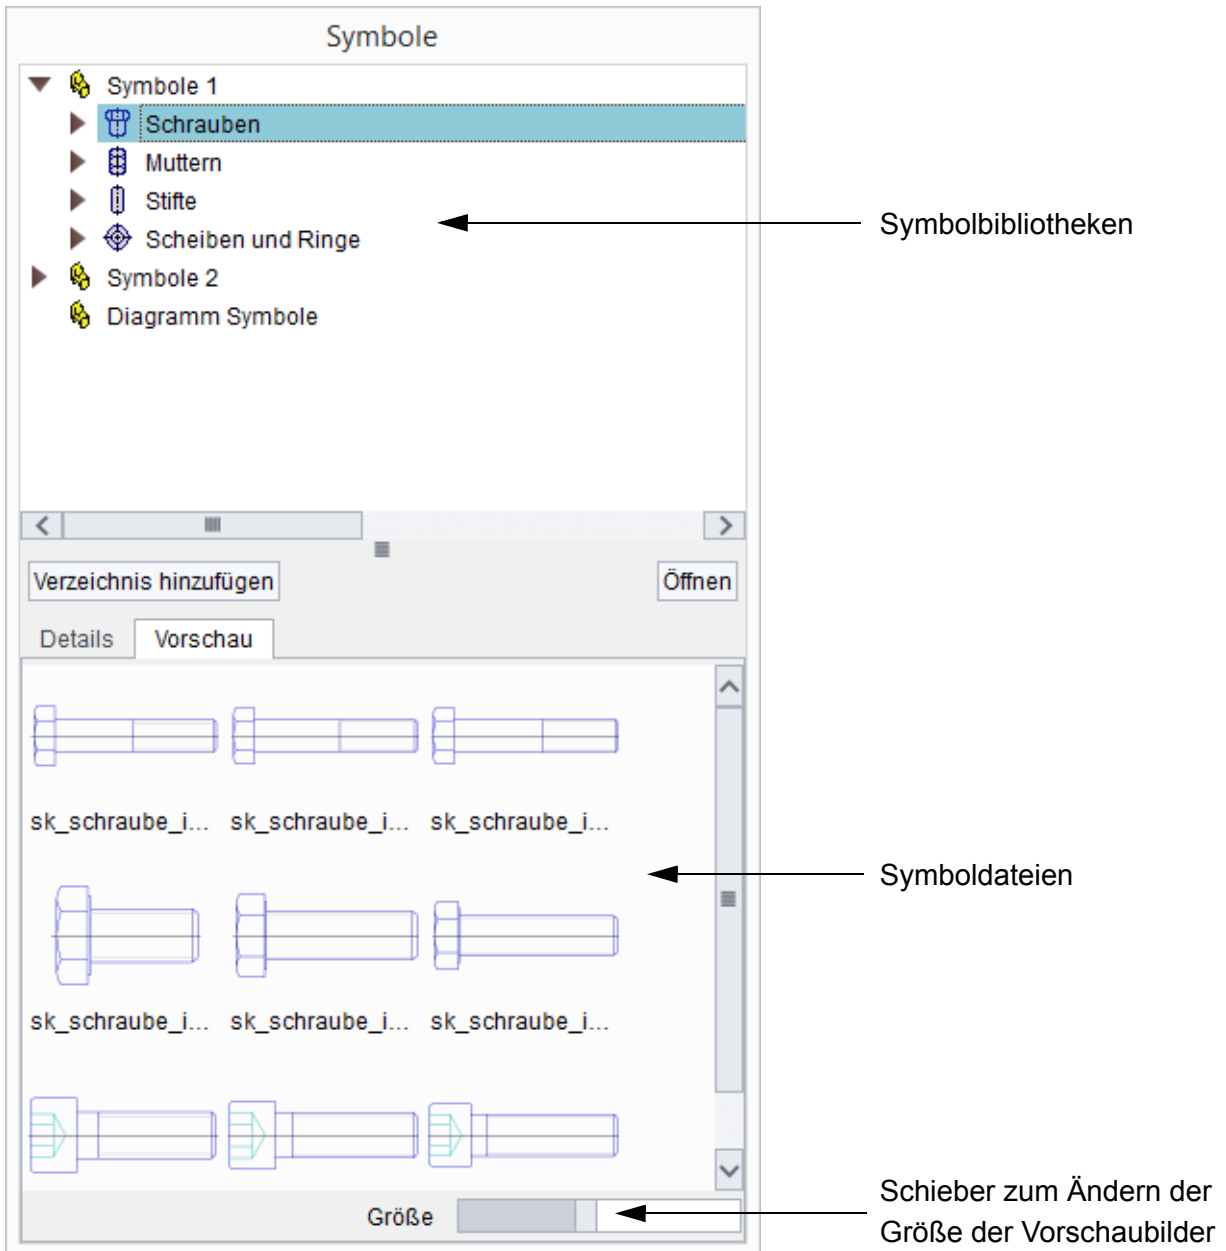 Symbole
Symbole 1
Schrauben
Muttern
Stifte
Scheiben und Ringe
Symbole 2
Diagramm Symbole
Symbolbibliotheken
Verzeichnis hinzufügen
Öffnen
Details
Vorschau
sk_schraube_i...
sk_schraube_i...
sk_schraube_i...
Symboldateien
sk_schraube_i...
sk_schraube_i...
sk_schraube_i...
Größe
Schieber zum Ändern der
Größe der Vorschaubilder